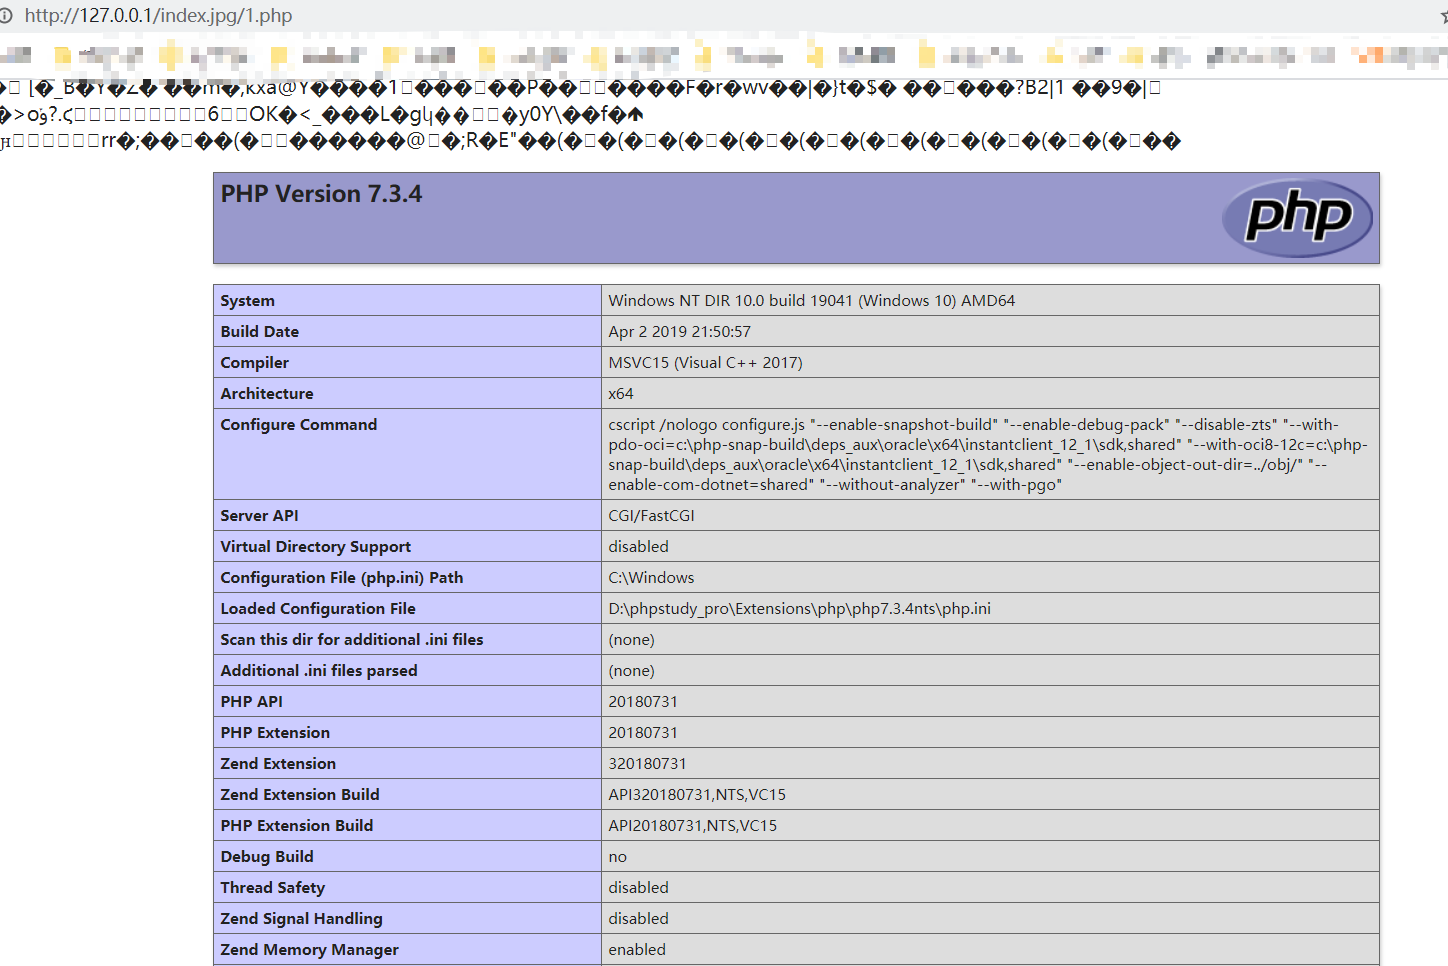 http://127.0.0.1/index.jpg/1.php
PHP Version 7.3.4
php
System Windows NT DIR 10.0 build 19041 (Windows 10) AMD64
Build Date Apr 2 2019 21:50:57
Compiler MSVC15 (Visual C++ 2017)
Architecture x64
Configure Command cscript /nologo configure.js "--enable-snapshot-build" "--enable-debug-pack" "--disable-zts" "--with-
pdo-oci=c:\php-snap-build\deps_aux\oracle\x64\instantclient_12_1\sdk,shared" "--with-oci8-12c=c:\php-
snap-build\deps_aux\oracle\x64\instantclient_12_1\sdk,shared" "--enable-object-out-dir=../obj/" "--
enable-com-dotnet=shared" "--without-analyzer" "--with-pgo"
Server API CGI/FastCGI
Virtual Directory Support disabled
Configuration File (php.ini) Path C:\Windows
Loaded Configuration File D:\phpstudy_pro\Extensions\php\php7.3.4nts\php.ini
Scan this dir for additional .ini files (none)
Additional .ini files parsed (none)
PHP API 20180731
PHP Extension 20180731
Zend Extension 320180731
Zend Extension Build API320180731,NTS,VC15
PHP Extension Build API20180731,NTS,VC15
Debug Build no
Thread Safety disabled
Zend Signal Handling disabled
Zend Memory Manager enabled